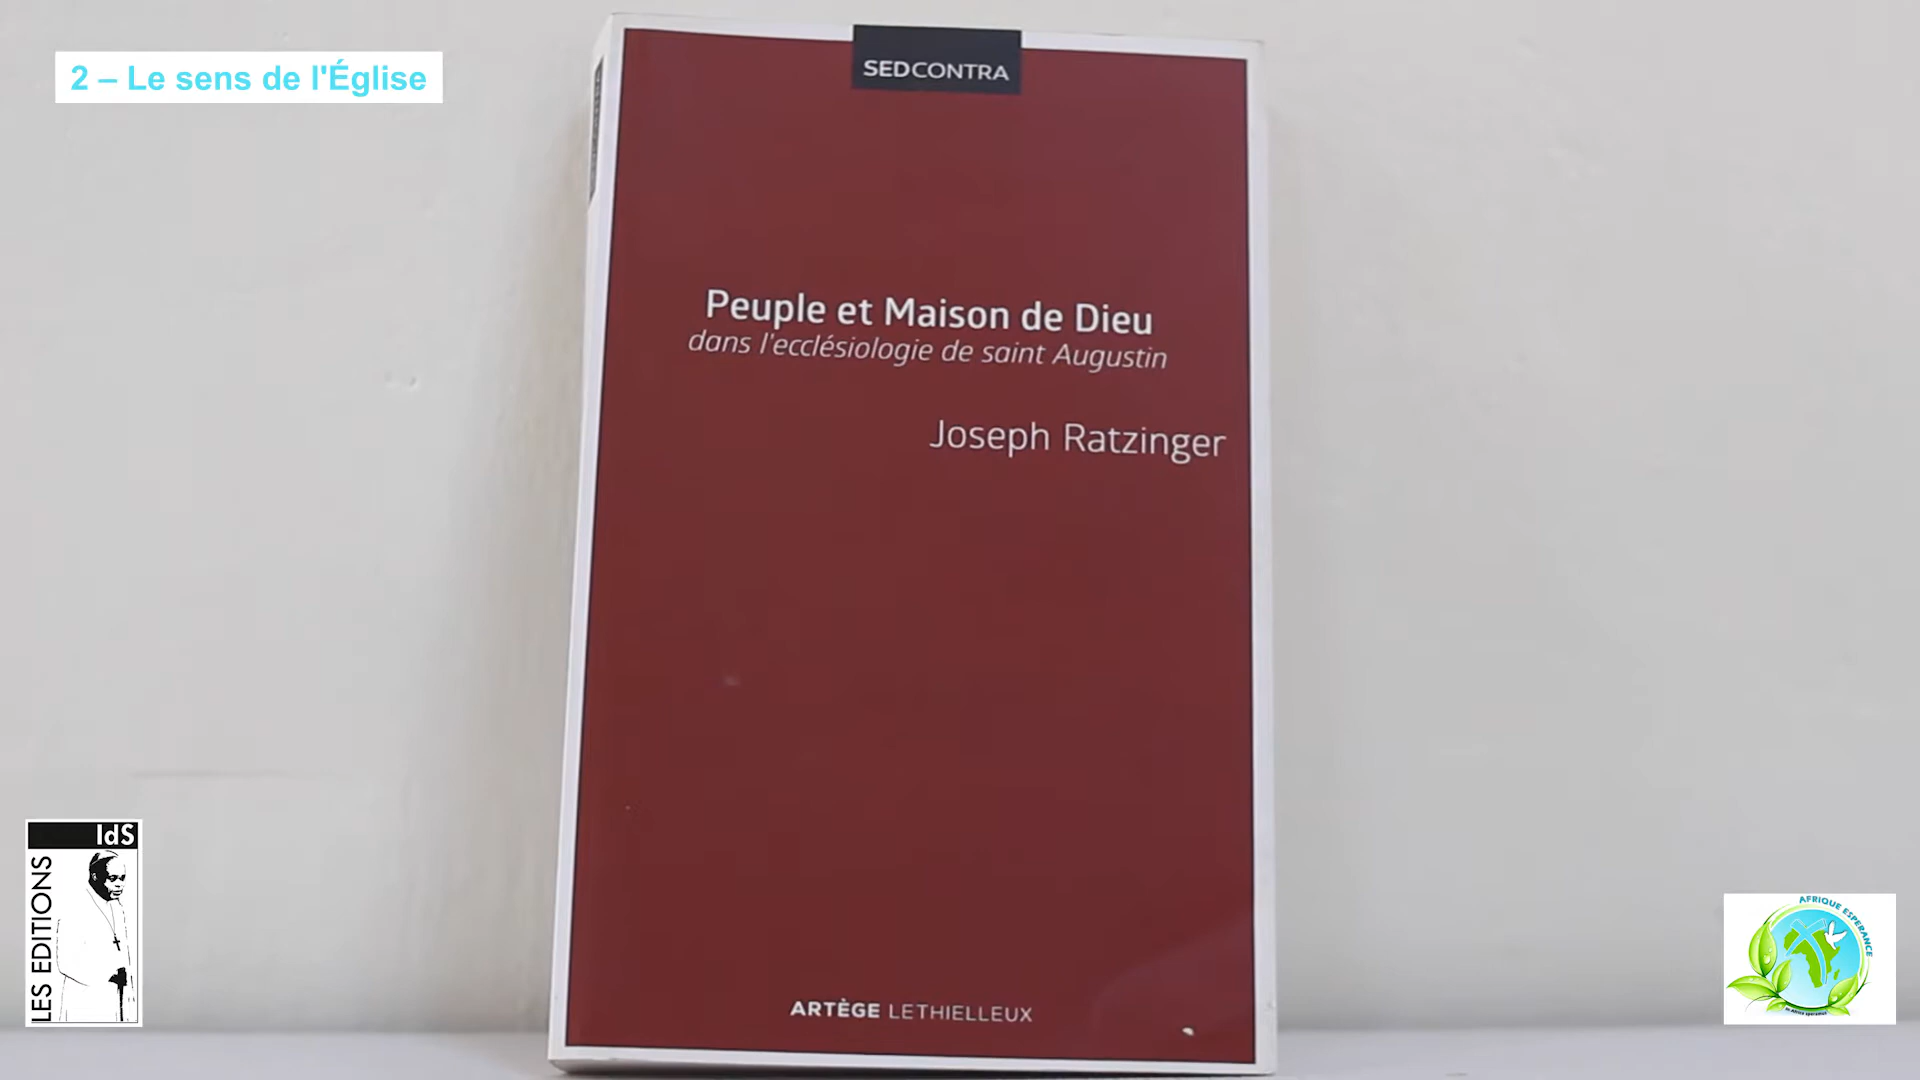 2 – Le sens de l'Église
SEDCONTRA
Peuple et Maison de Dieu
dans l'ecclésiologie de saint Augustin
Joseph Ratzinger
ARTÈGE LETHIELLEUX
IdS
LES EDITIONS
AFRIQUE ESPERANCE